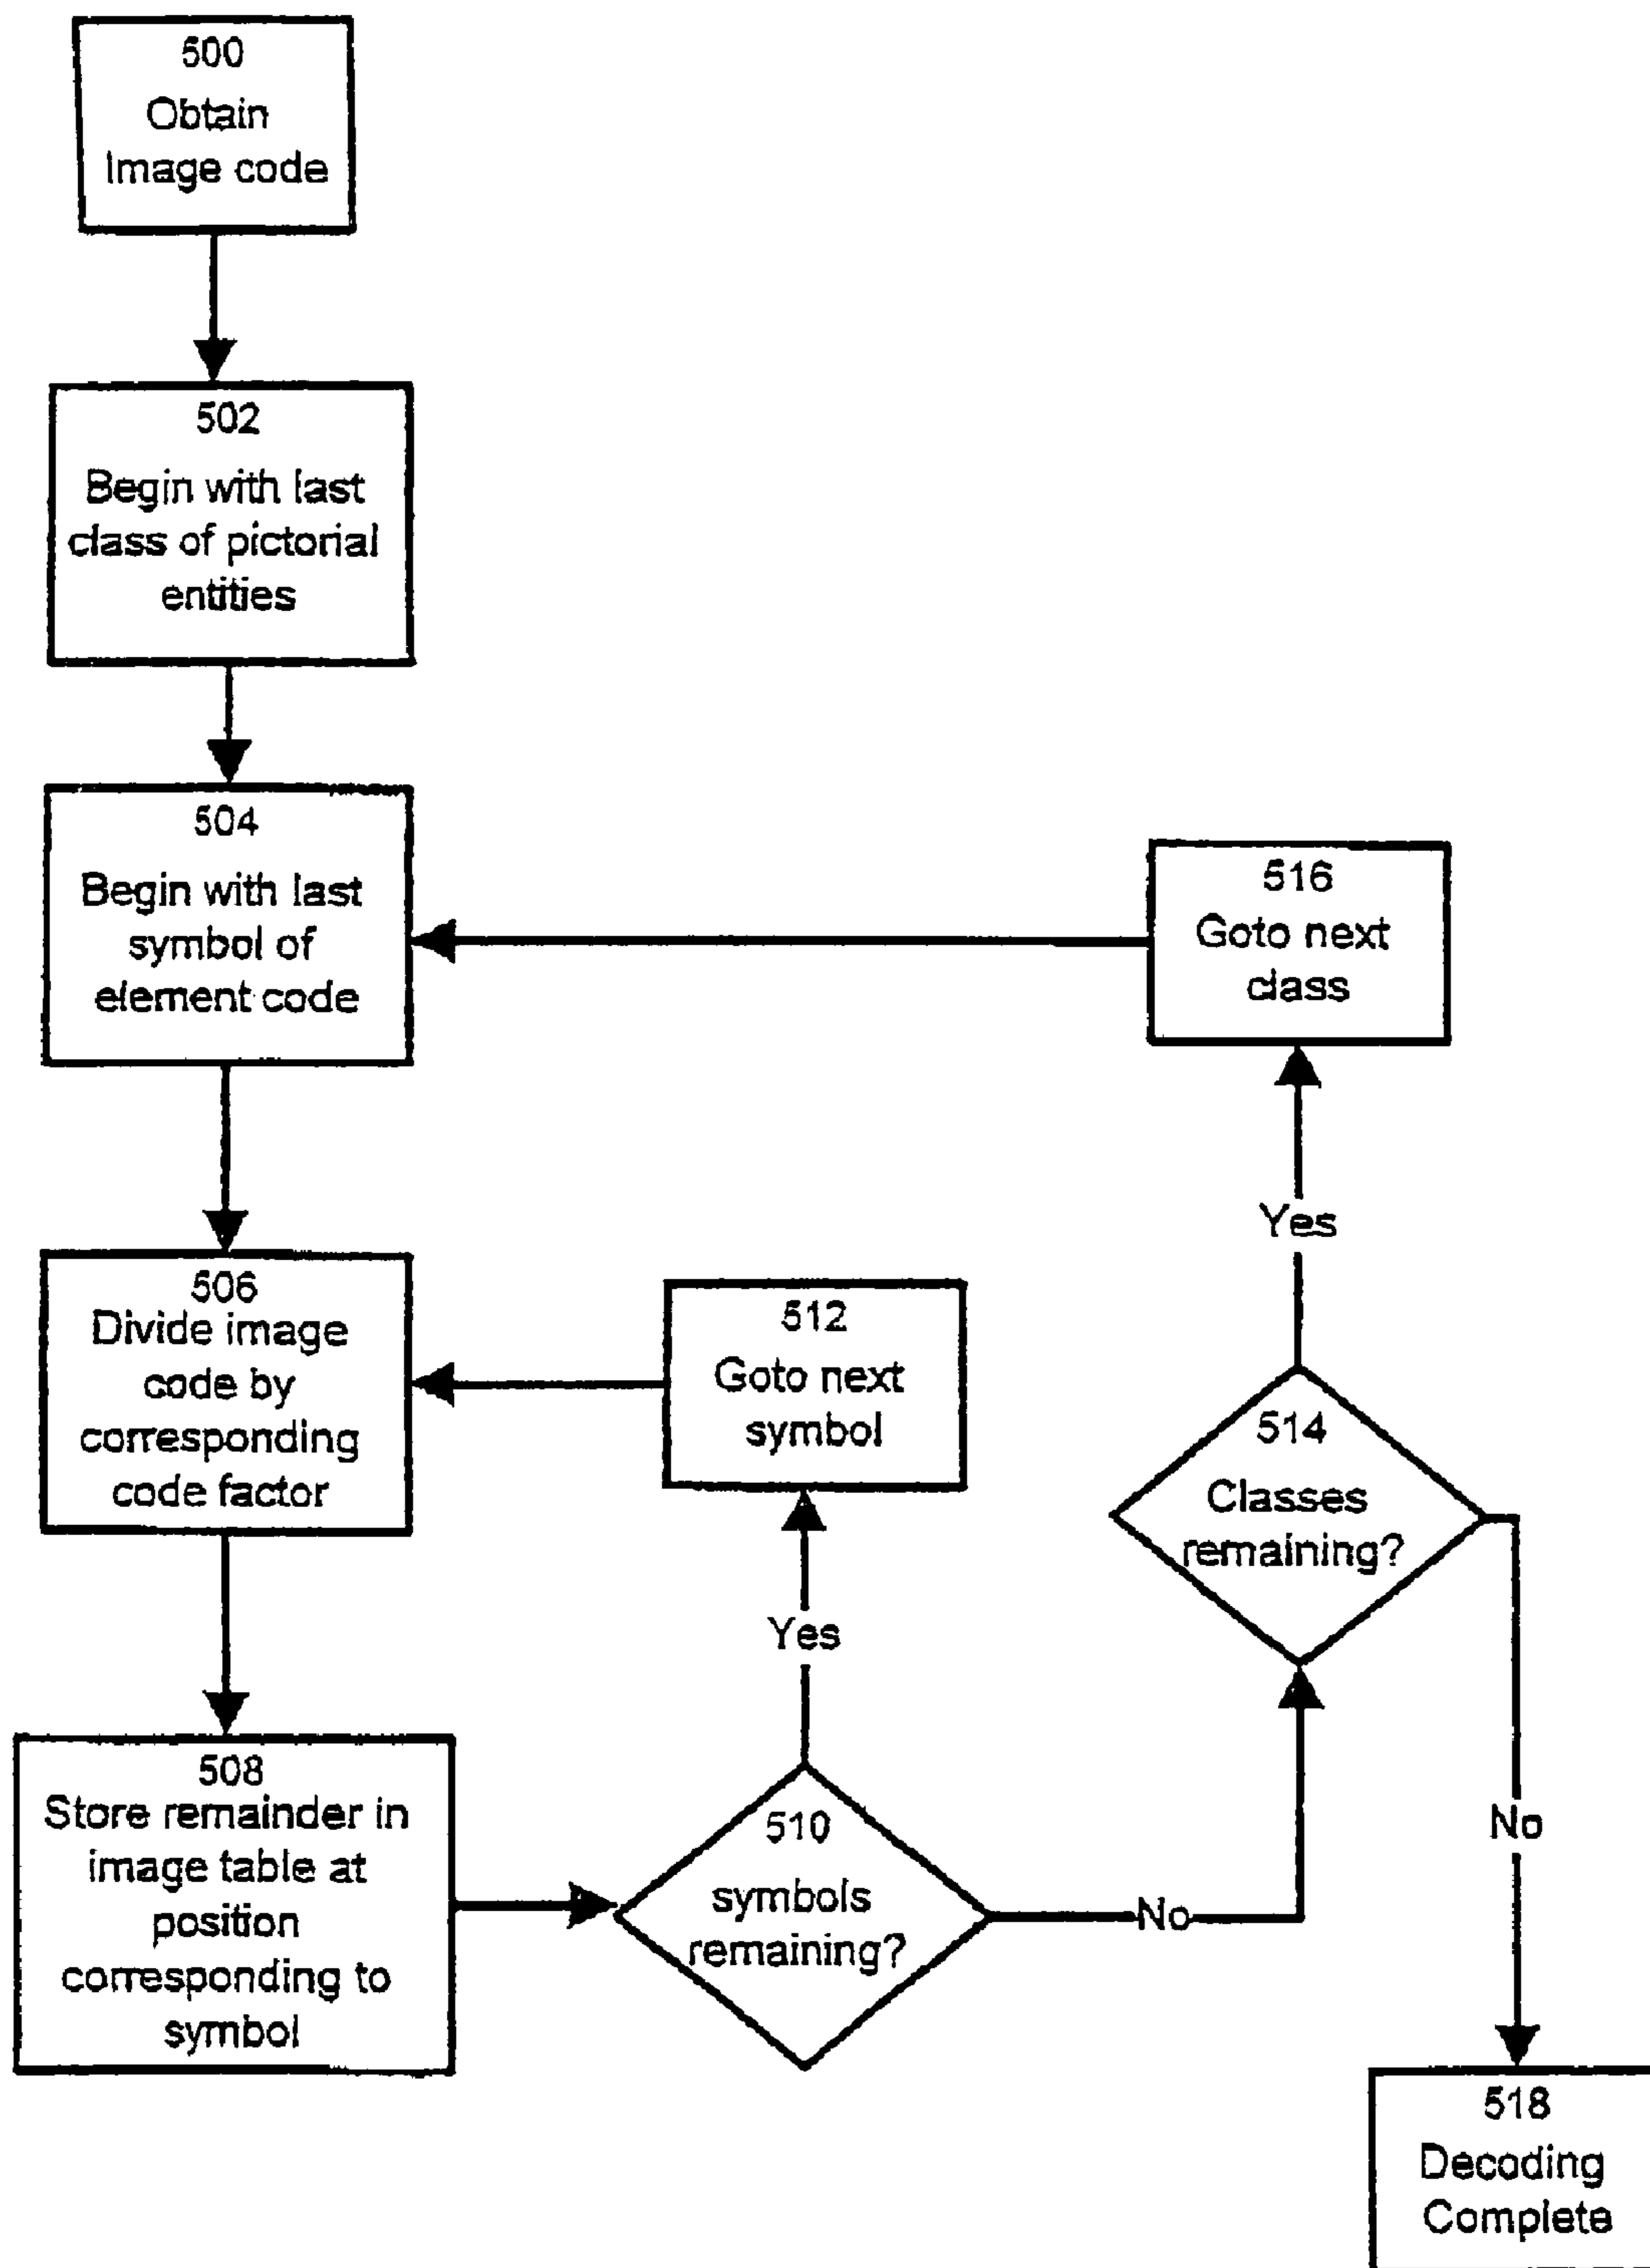 500
Obtain
Image code
502
Begin with last
class of pictorial
entities
504
Begin with last
symbol of
element code
516
Goto next
class
506
Divide image
code by
corresponding
code factor
512
Goto next
symbol
Yes
514
Classes
remaining?
Yes
508
Store remainder in
image table at
position
corresponding to
symbol
510
symbols
remaining?
No
No
518
Decoding
Complete